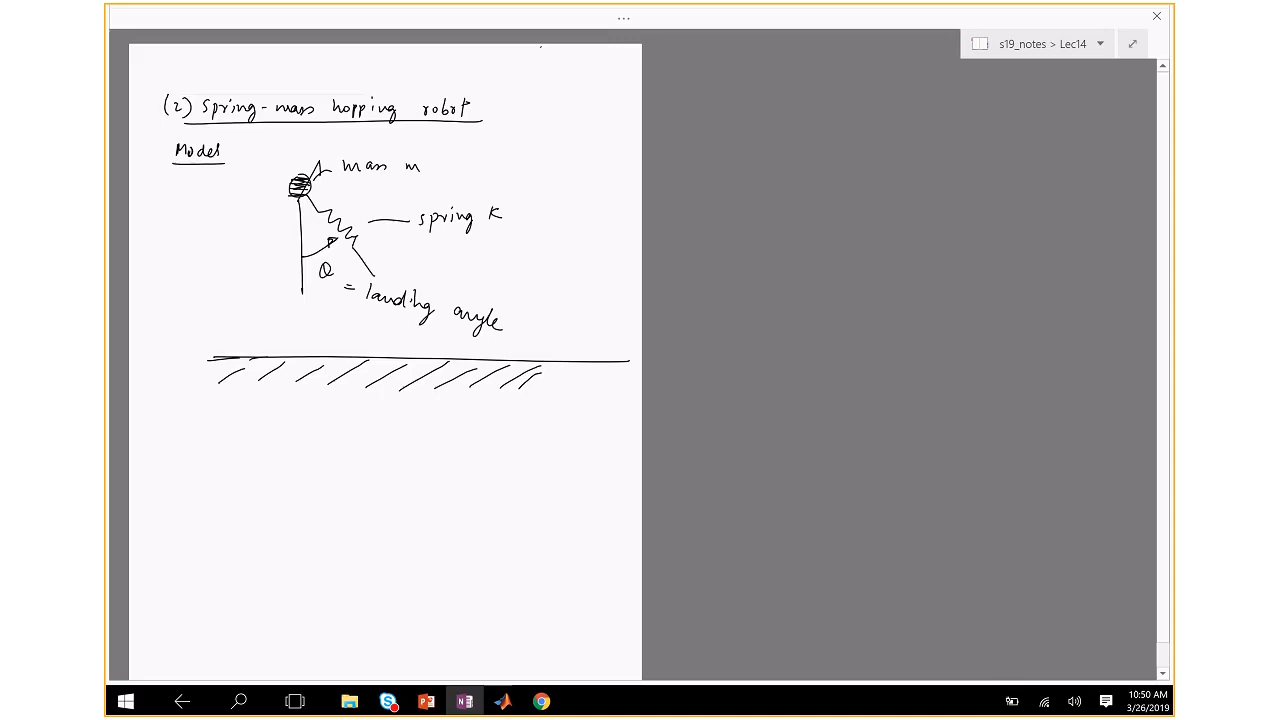 ...
s19_notes > Lec14
(2) Spring-mass hopping robot
Model
mass m
spring k
θ
= landing angle
10:50 AM
3/26/2019